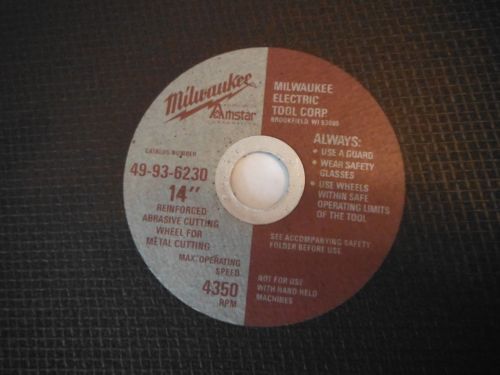 Milwaukee
Amstar
CATALOG NUMBER
49-93-6230
14"
REINFORCED
ABRASIVE CUTTING
WHEEL FOR
METAL CUTTING
MAX. OPERATING
SPEED
4350
RPM
MILWAUKEE
ELECTRIC
TOOL CORP.
BROOKFIELD WI
ALWAYS:
• USE A GUARD
• WEAR SAFETY
GLASSES
• USE WHEELS
WITHIN SAFE
OPERATING LIMITS
OF THE TOOL
SEE ACCOMPANYING SAFETY
FOLDER BEFORE USE
NOT FOR USE
WITH HAND HELD
MACHINES